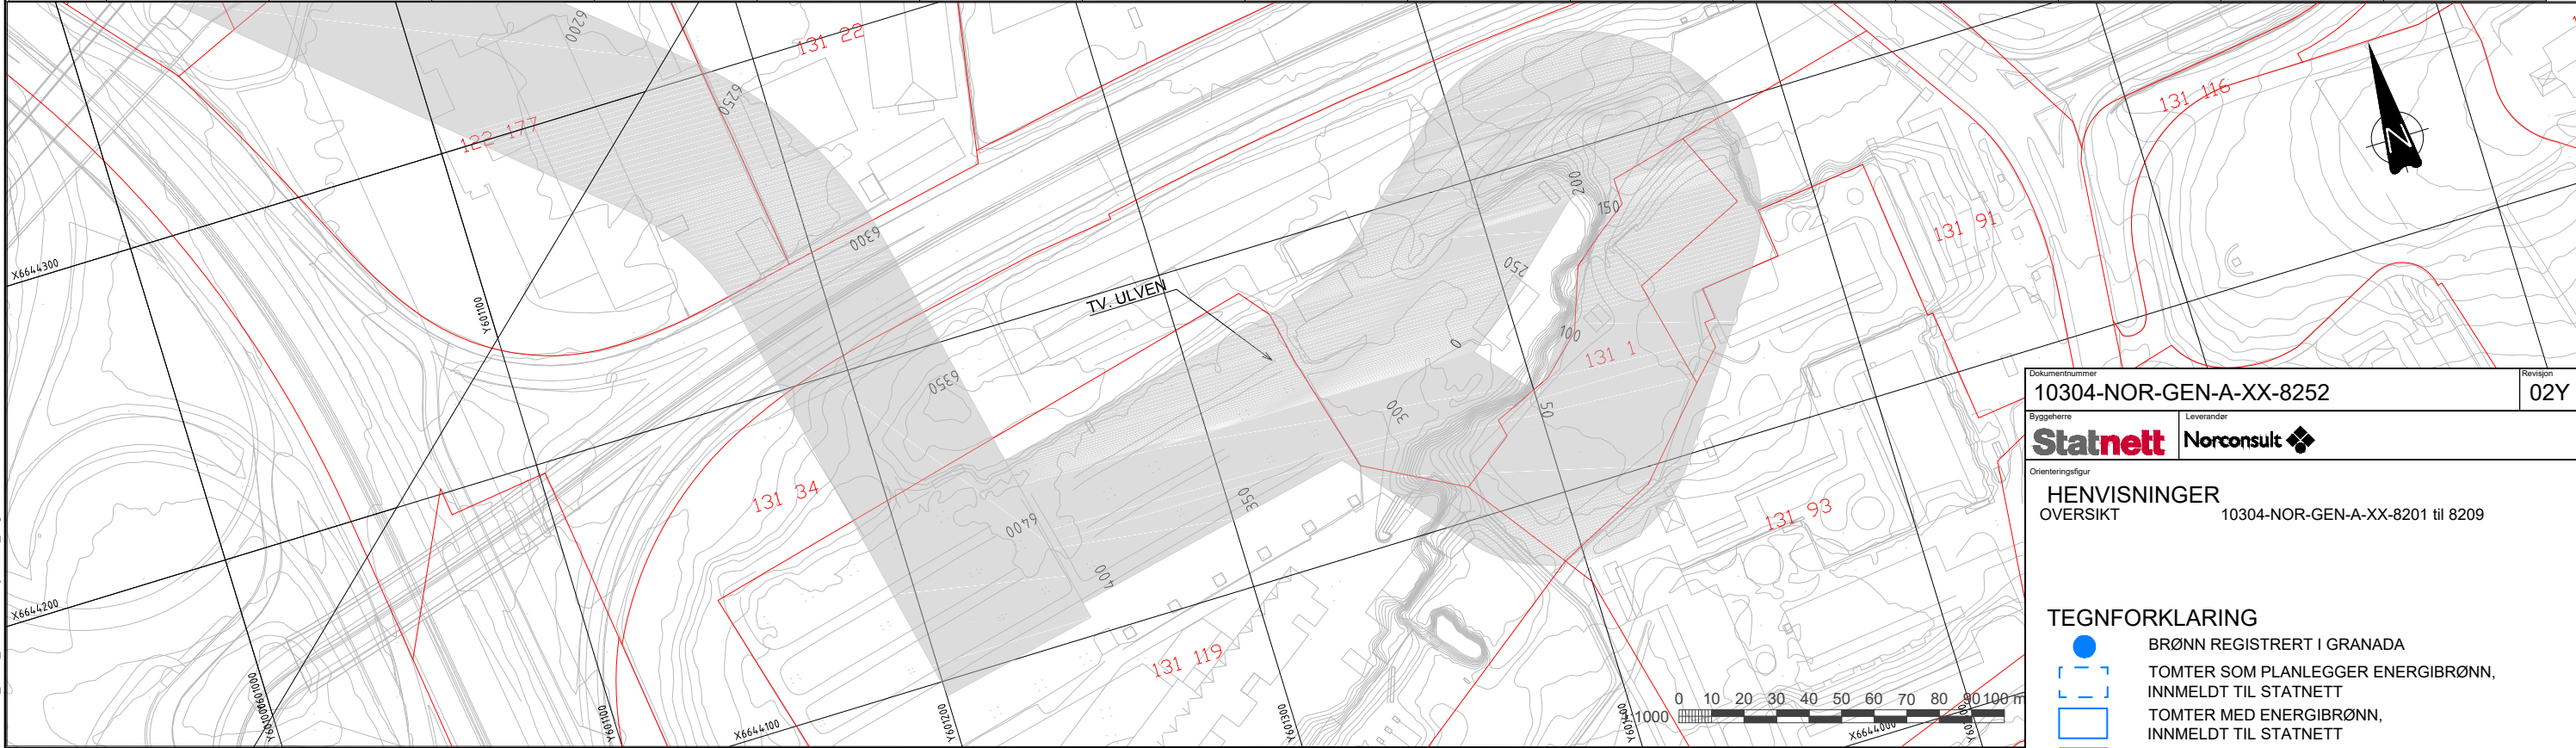 6200
131 22
131 116
6250
122 177
N
200
150
131 91
6300
250
X6644300
TV. ULVEN
Y601100
0
100
131 1
6350
300
50
131 34
350
131 93
6400
400
X6644200
131 119
Y601000
Y601100
Y601200
Y601300
X6644100
X6644000
0 10 20 30 40 50 60 70 80 90 100 m
1:1000
Dokumentnummer
Revisjon
10304-NOR-GEN-A-XX-8252
02Y
Byggeherre
Leverandør
Statnett
Norconsult
Orienteringsfigur
HENVISNINGER
OVERSIKT 10304-NOR-GEN-A-XX-8201 til 8209
TEGNFORKLARING
BRØNN REGISTRERT I GRANADA
TOMTER SOM PLANLEGGER ENERGIBRØNN,
INNMELDT TIL STATNETT
TOMTER MED ENERGIBRØNN,
INNMELDT TIL STATNETT